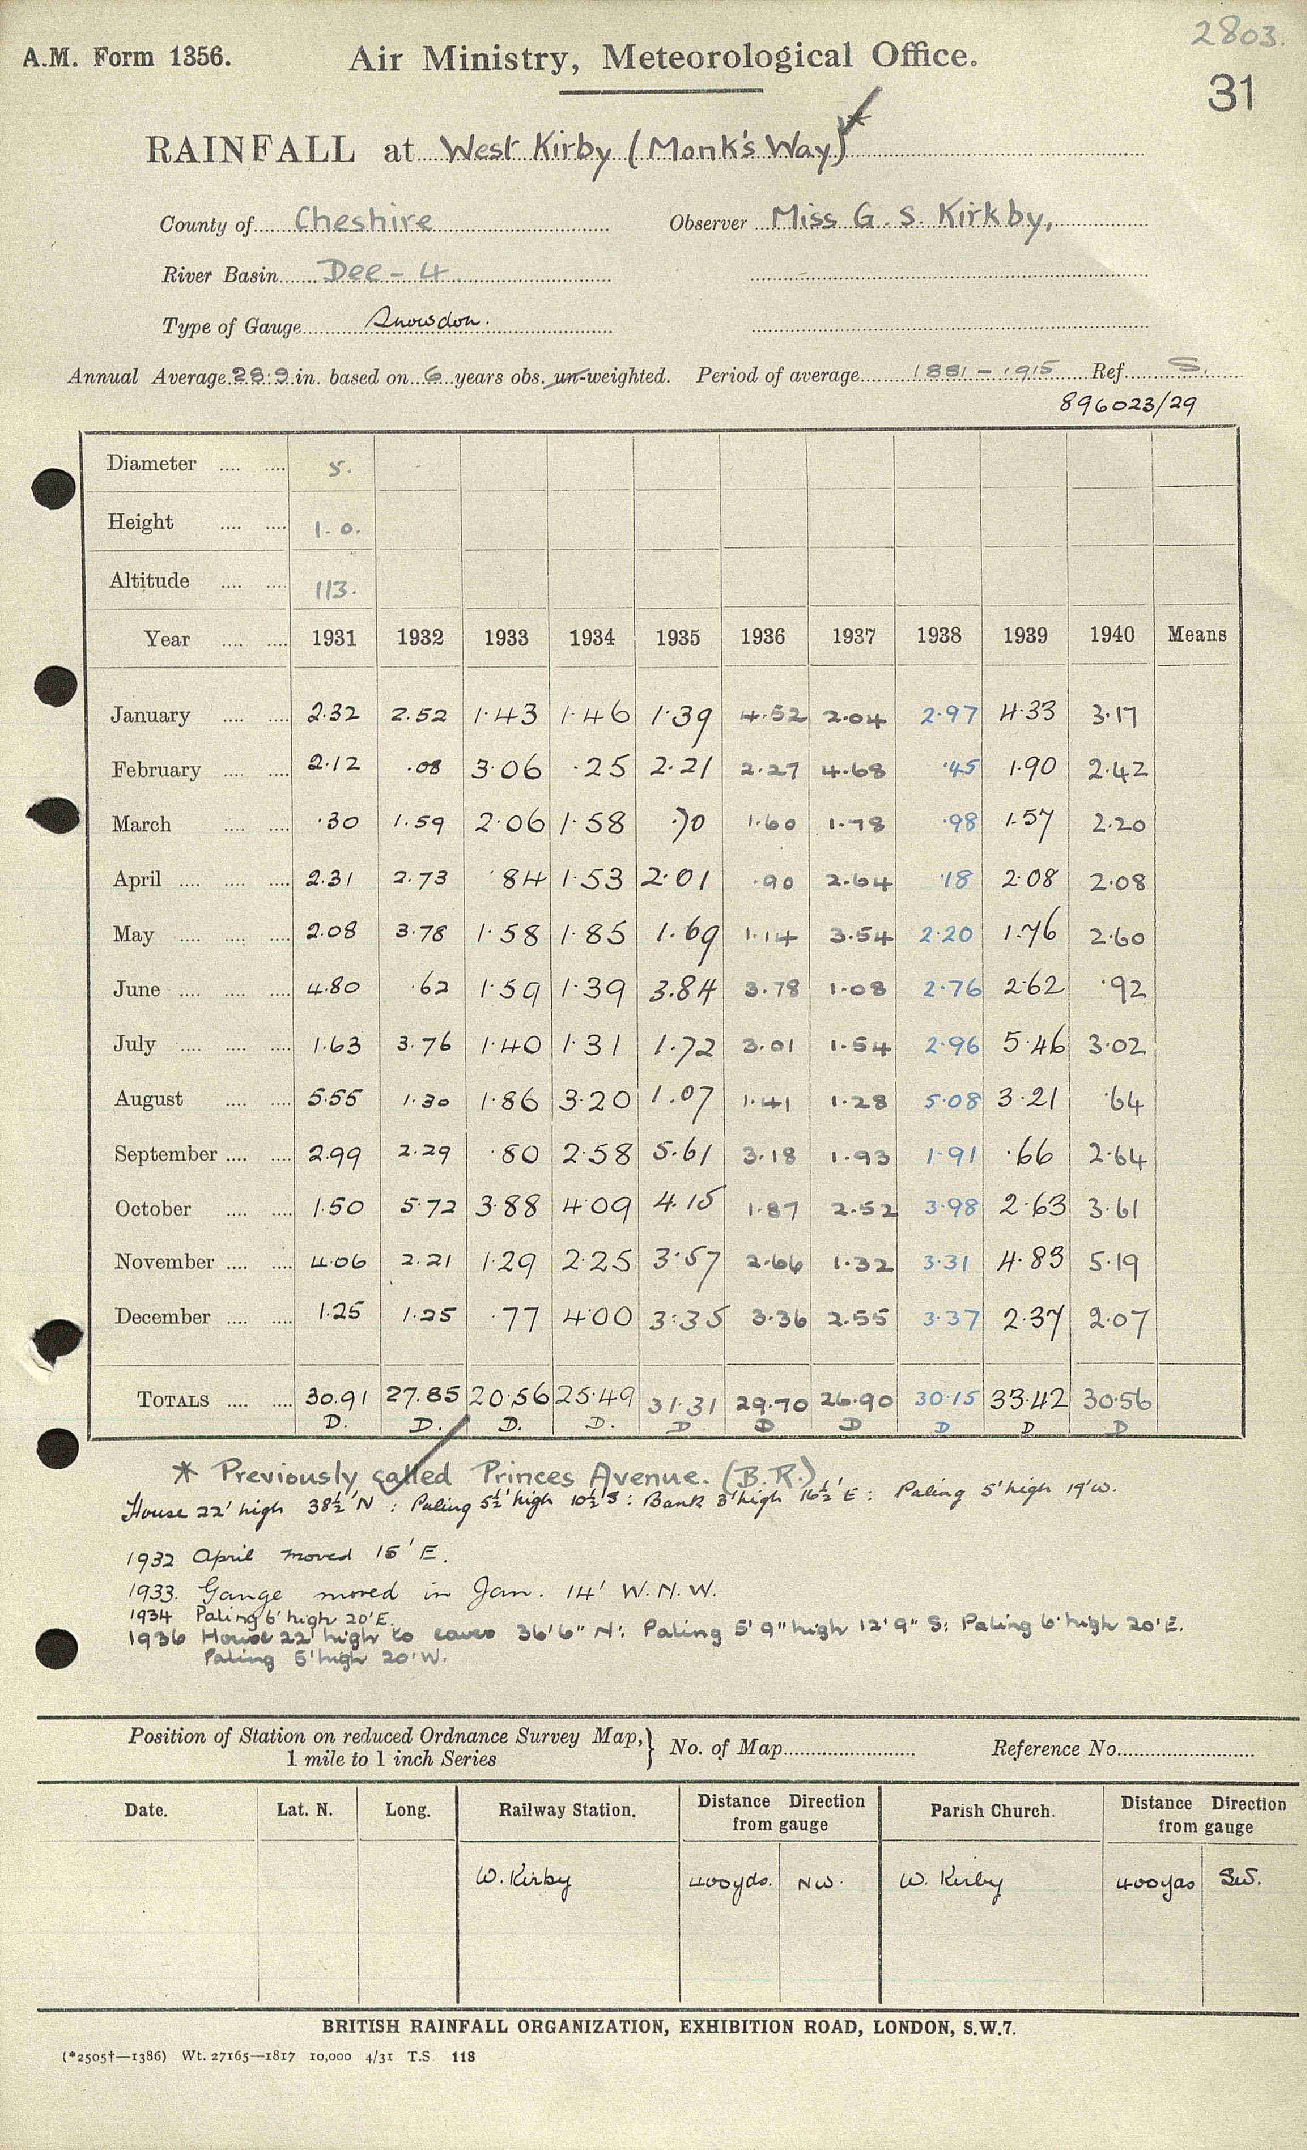 2803.
A.M. Form 1356. Air Ministry, Meteorological Office.
31
RAINFALL at West Kirby (Monk's Way) *
County of Cheshire Observer Miss G. S. Kirkby,
River Basin Dee - 4
Type of Gauge Snowdon.
Annual Average 28.9 in. based on 6 years obs. un-weighted. Period of average 1881 - 1915 Ref S.
896023/29
Diameter .... .... 5.
Height .... .... 1. 0.
Altitude .... .... 113.
Year .... .... 1931 1932 1933 1934 1935 1936 1937 1938 1939 1940 Means
January .... .... 2.32 2.52 1.43 1.46 1.39 4.52 2.04 2.97 4.33 3.17
February .... .... 2.12 .08 3.06 .25 2.21 2.27 4.68 .45 1.90 2.42
March .... .... .30 1.59 2.06 1.58 .70 1.60 1.78 .98 1.57 2.20
April .... .... .... 2.31 2.73 .84 1.53 2.01 .90 2.64 .18 2.08 2.08
May .... .... .... 2.08 3.78 1.58 1.85 1.69 1.14 3.54 2.20 1.76 2.60
June .... .... .... 4.80 .62 1.59 1.39 3.84 3.78 1.08 2.76 2.62 .92
July .... .... .... 1.63 3.76 1.40 1.31 1.72 3.01 1.54 2.96 5.46 3.02
August .... .... 5.55 1.30 1.86 3.20 1.07 1.41 1.28 5.08 3.21 .64
September .... .... 2.99 2.29 .80 2.58 5.61 3.18 1.93 1.91 .66 2.64
October .... .... 1.50 5.72 3.88 4.09 4.15 1.87 2.52 3.98 2.63 3.61
November .... .... 4.06 2.21 1.29 2.25 3.57 2.66 1.32 3.31 4.83 5.19
December .... .... 1.25 1.25 .77 4.00 3.35 3.36 2.55 3.37 2.37 2.07
TOTALS .... .... 30.91 27.85 20.56 25.49 31.31 29.70 26.90 30.15 33.42 30.56
D. D. D. D. D D D D D D
* Previously called Princes Avenue. (B.R.)
House 22' high 38½' N : Paling 5½' high 10½' S : Bank 3' high 16½' E : Paling 5' high 19' W.
1932 April moved 15' E.
1933. Gauge moved in Jan. 14' W.N.W.
1934 Paling 6' high 20' E.
1936 House 22' high to eaves 36' 6" N: Paling 5' 9" high 12' 9" S: Paling 6' high 20' E.
Paling 5' high 20' W.
Position of Station on reduced Ordnance Survey Map,
1 mile to 1 inch Series } No. of Map Reference No.
Date. Lat. N. Long. Railway Station. Distance Direction from gauge Parish Church. Distance Direction from gauge
W. Kirby 400yds. NW. W. Kirby 400yds SW.
BRITISH RAINFALL ORGANIZATION, EXHIBITION ROAD, LONDON, S.W.7.
(*2505†—1386) Wt. 27165—1817 10,000 4/31 T.S. 118